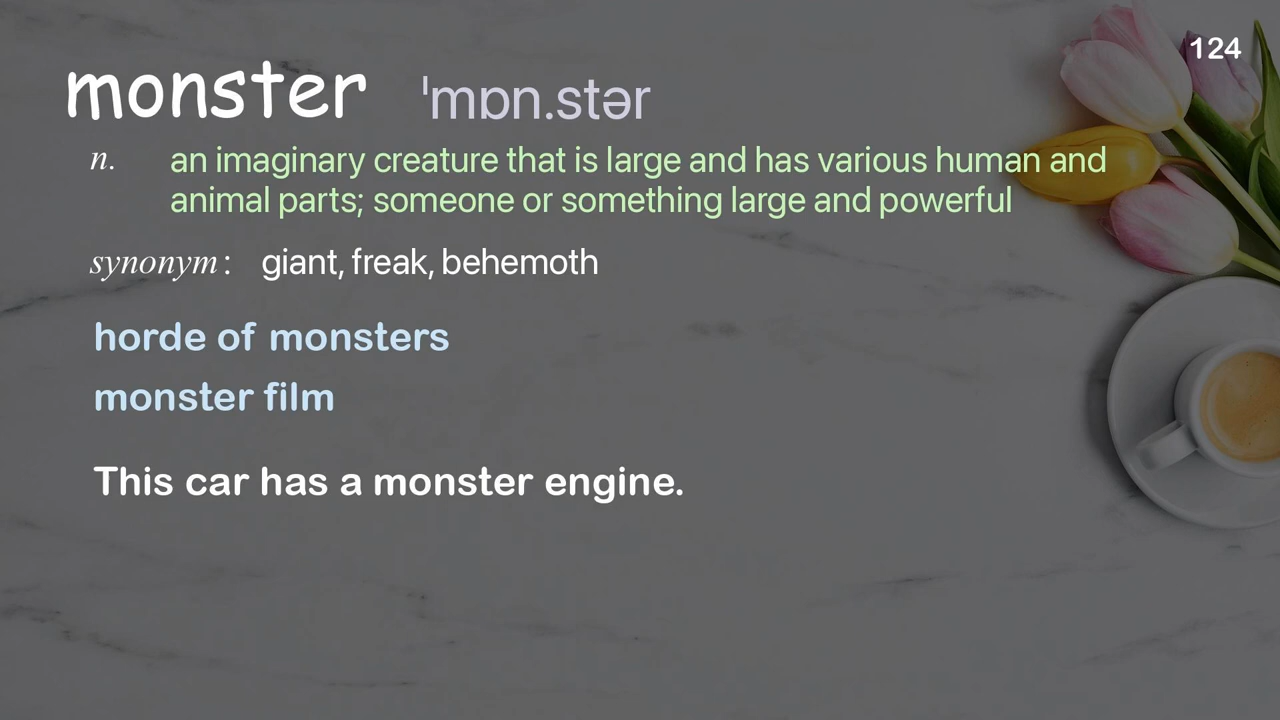 124
monster ˈmɒn.stər
n. an imaginary creature that is large and has various human and
animal parts; someone or something large and powerful
synonym: giant, freak, behemoth
horde of monsters
monster film
This car has a monster engine.